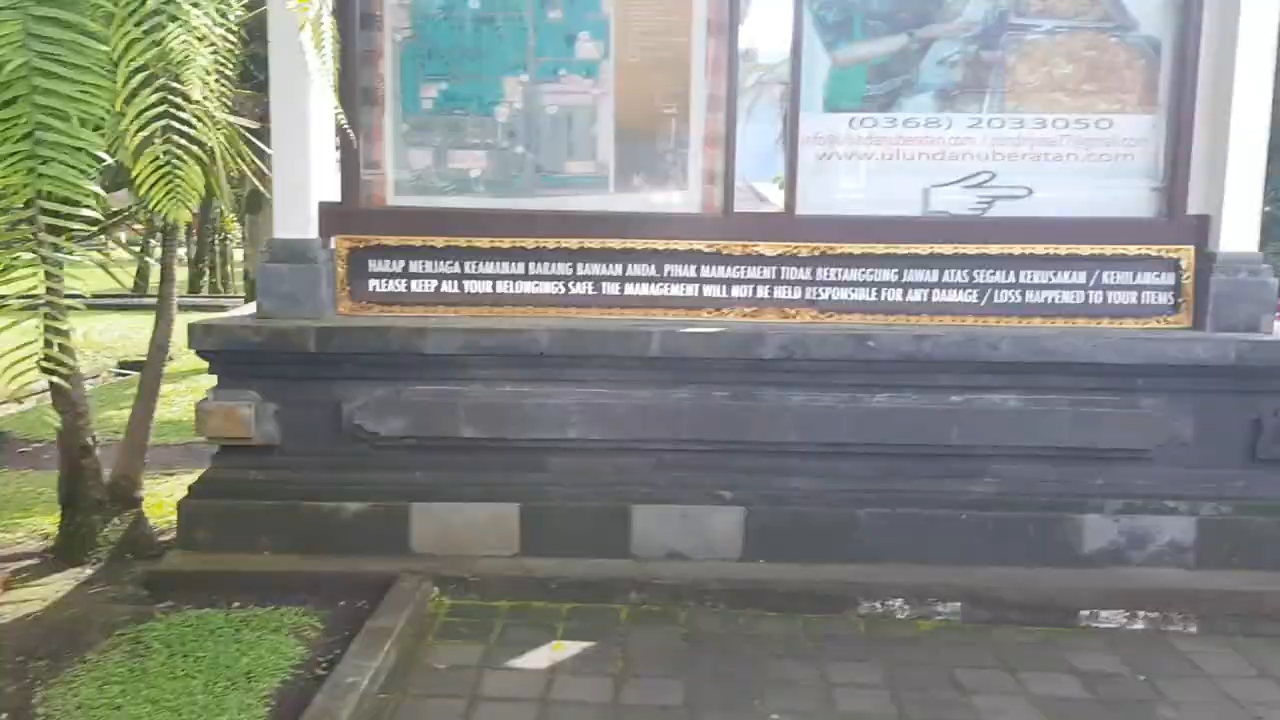 (0368) 2033050
www.ulundanuberatan.com
HARAP MENJAGA KEAMANAN BARANG BAWAAN ANDA. PIHAK MANAGEMENT TIDAK BERTANGGUNG JAWAB ATAS SEGALA KERUSAKAN / KEHILANGAN
PLEASE KEEP ALL YOUR BELONGINGS SAFE. THE MANAGEMENT WILL NOT BE HELD RESPONSIBLE FOR ANY DAMAGE / LOSS HAPPENED TO YOUR ITEMS